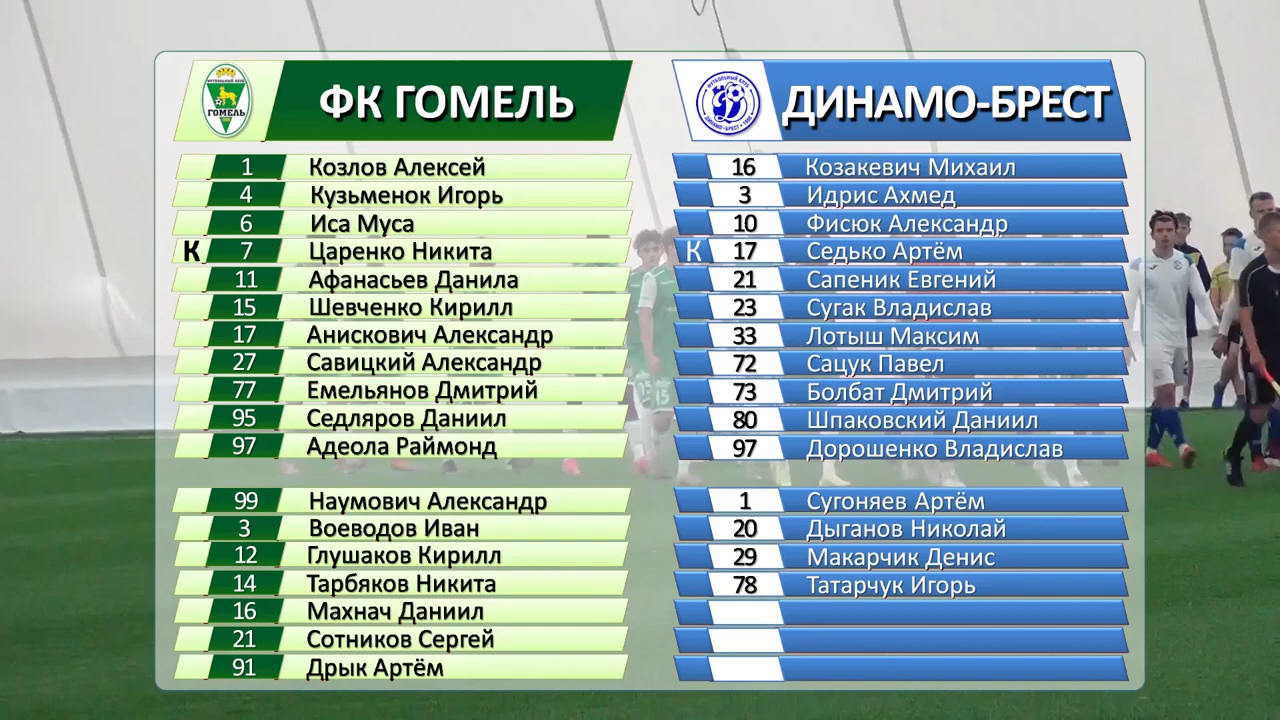 ФК ГОМЕЛЬ
1 Козлов Алексей
4 Кузьменок Игорь
6 Иса Муса
К 7 Царенко Никита
11 Афанасьев Данила
15 Шевченко Кирилл
17 Анискович Александр
27 Савицкий Александр
77 Емельянов Дмитрий
95 Седляров Даниил
97 Адеола Раймонд
99 Наумович Александр
3 Воеводов Иван
12 Глушаков Кирилл
14 Тарбяков Никита
16 Махнач Даниил
21 Сотников Сергей
91 Дрык Артём
ДИНАМО-БРЕСТ
16 Козакевич Михаил
3 Идрис Ахмед
10 Фисюк Александр
К 17 Седько Артём
21 Сапеник Евгений
23 Сугак Владислав
33 Лотыш Максим
72 Сацук Павел
73 Болбат Дмитрий
80 Шпаковский Даниил
97 Дорошенко Владислав
1 Сугоняев Артём
20 Дыганов Николай
29 Макарчик Денис
78 Татарчук Игорь
ГОМЕЛЬ
15